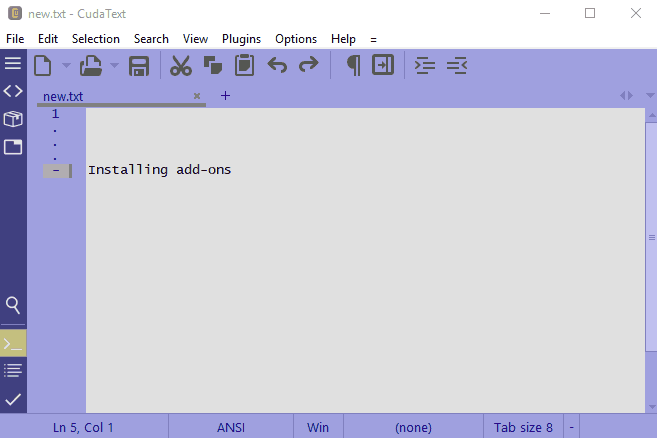 new.txt - CudaText
File Edit Selection Search View Plugins Options Help =
new.txt × +
1
.
.
.
- Installing add-ons
Ln 5, Col 1 ANSI Win (none) Tab size 8 -